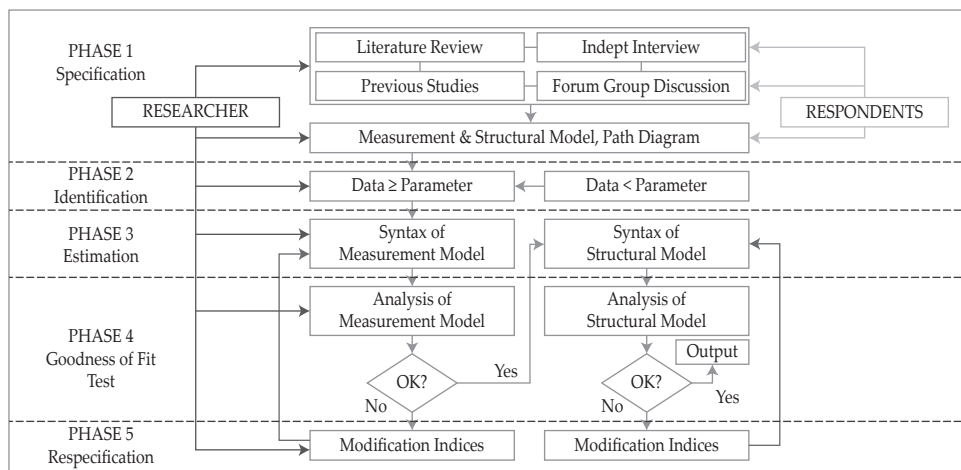 PHASE 1
Specification
Literature Review
Indept Interview
Previous Studies
Forum Group Discussion
RESEARCHER
RESPONDENTS
Measurement & Structural Model, Path Diagram
PHASE 2
Identification
Data ≥ Parameter
Data < Parameter
PHASE 3
Estimation
Syntax of
Measurement Model
Syntax of
Structural Model
PHASE 4
Goodness of Fit
Test
Analysis of
Measurement Model
Analysis of
Structural Model
Output
OK?
Yes
No
OK?
Yes
No
PHASE 5
Respecification
Modification Indices
Modification Indices